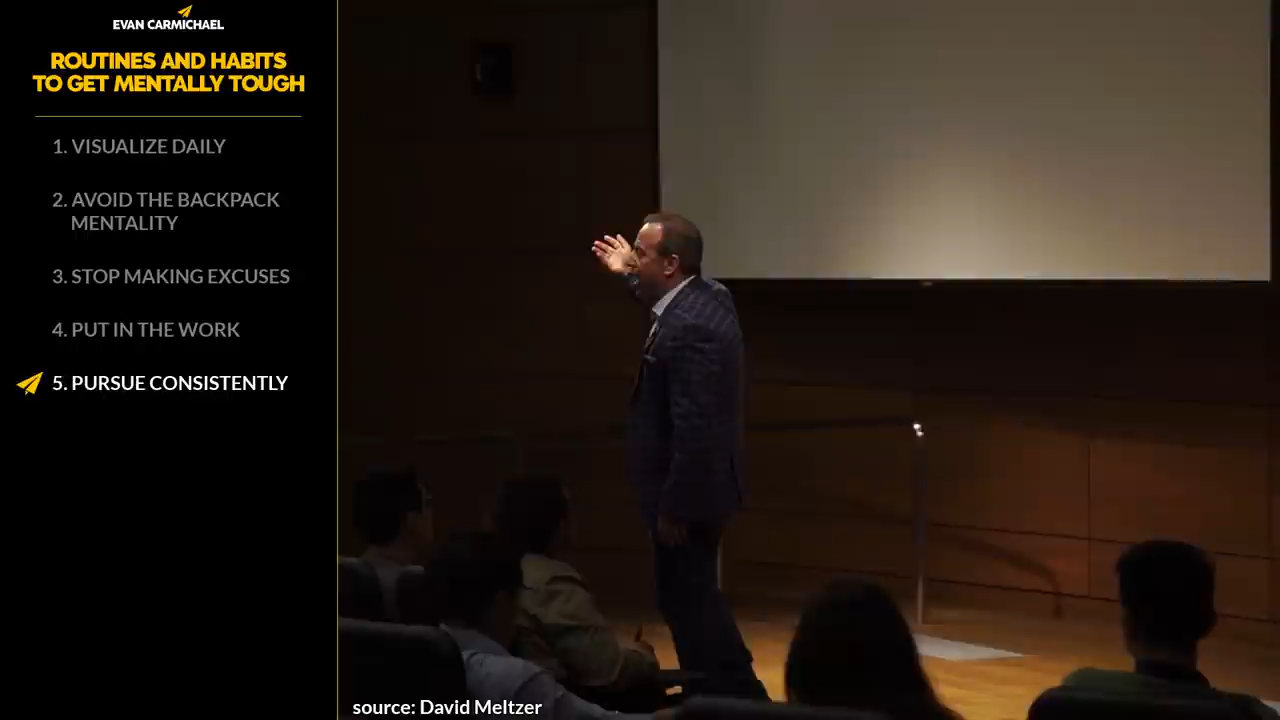 EVAN CARMICHAEL
ROUTINES AND HABITS
TO GET MENTALLY TOUGH
1. VISUALIZE DAILY
2. AVOID THE BACKPACK
MENTALITY
3. STOP MAKING EXCUSES
4. PUT IN THE WORK
5. PURSUE CONSISTENTLY
source: David Meltzer